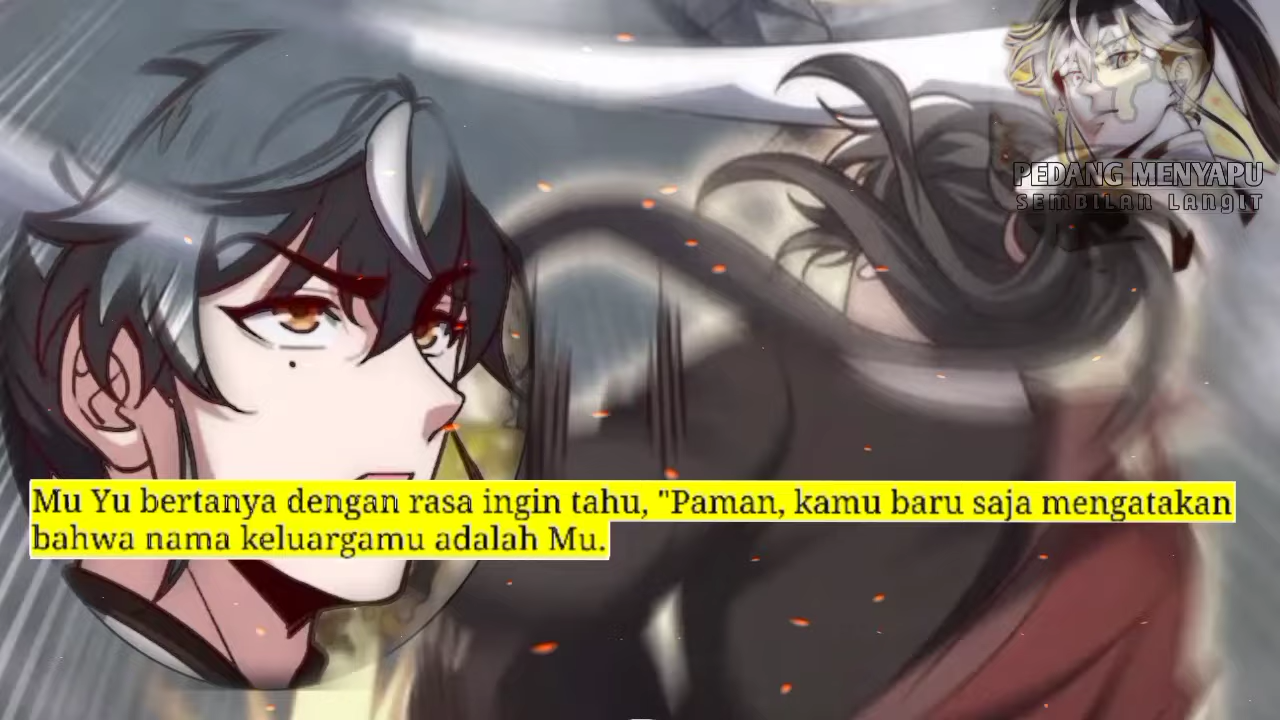 PEDANG MENYAPU
SEMBILAN LANGIT
Mu Yu bertanya dengan rasa ingin tahu, "Paman, kamu baru saja mengatakan
bahwa nama keluargamu adalah Mu.